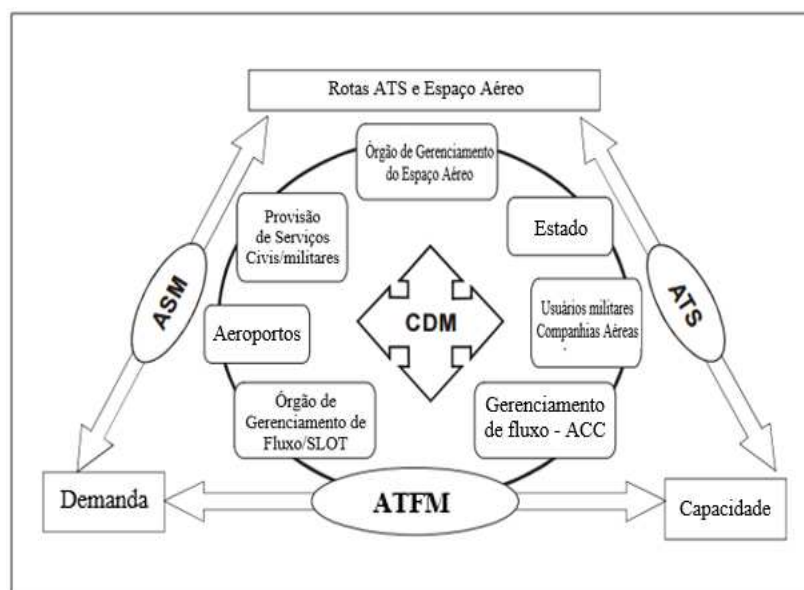 Rotas ATS e Espaço Aéreo
Órgão de Gerenciamento
do Espaço Aéreo
Provisão
de Serviços
Civis/militares
Estado
ASM
ATS
CDM
Usuários militares
Companhias Aéreas
Aeroportos
Órgão de
Gerenciamento de
Fluxo/SLOT
Gerenciamento
de fluxo - ACC
Demanda
ATFM
Capacidade